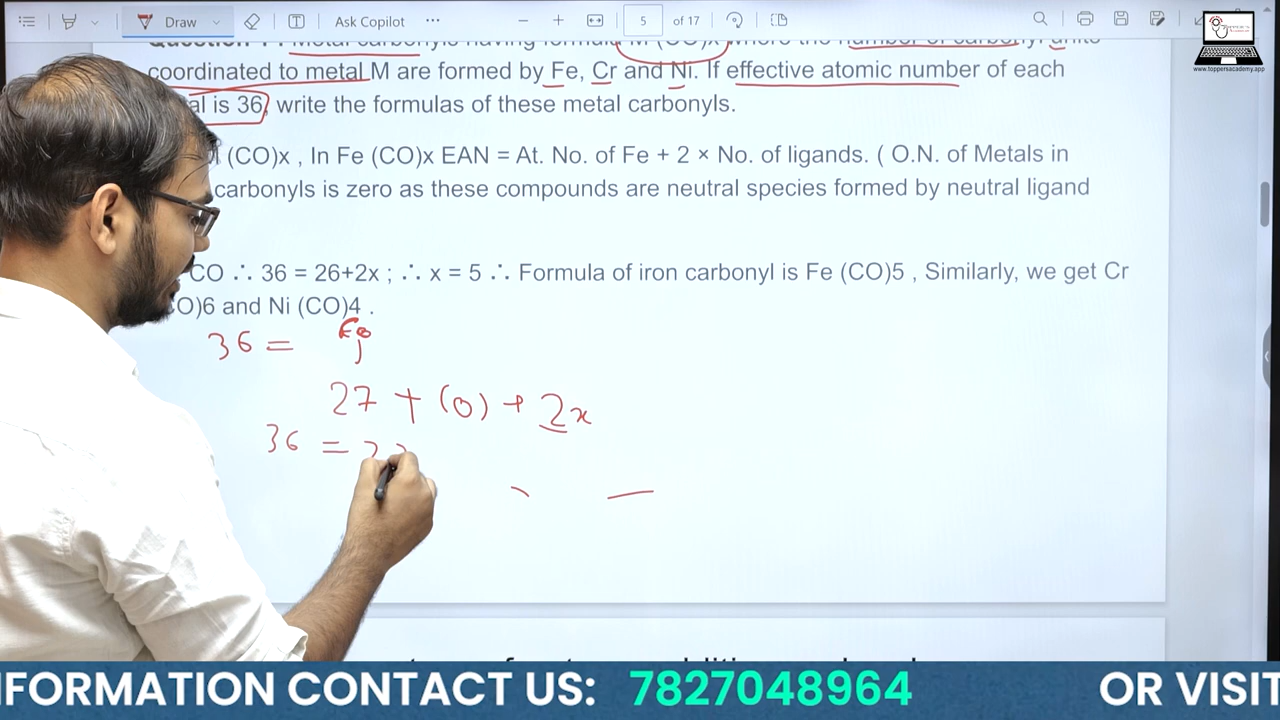 Draw
Ask Copilot
5 of 17
www.toppersacademy.app
coordinated to metal M are formed by Fe, Cr and Ni. If effective atomic number of each
al is 36, write the formulas of these metal carbonyls.
(CO)x , In Fe (CO)x EAN = At. No. of Fe + 2 × No. of ligands. ( O.N. of Metals in
carbonyls is zero as these compounds are neutral species formed by neutral ligand
CO ∴ 36 = 26+2x ; ∴ x = 5 ∴ Formula of iron carbonyl is Fe (CO)5 , Similarly, we get Cr
O)6 and Ni (CO)4 .
36 = Fe
27 + (0) + 2x
36 =
NFORMATION CONTACT US: 7827048964 OR VISIT